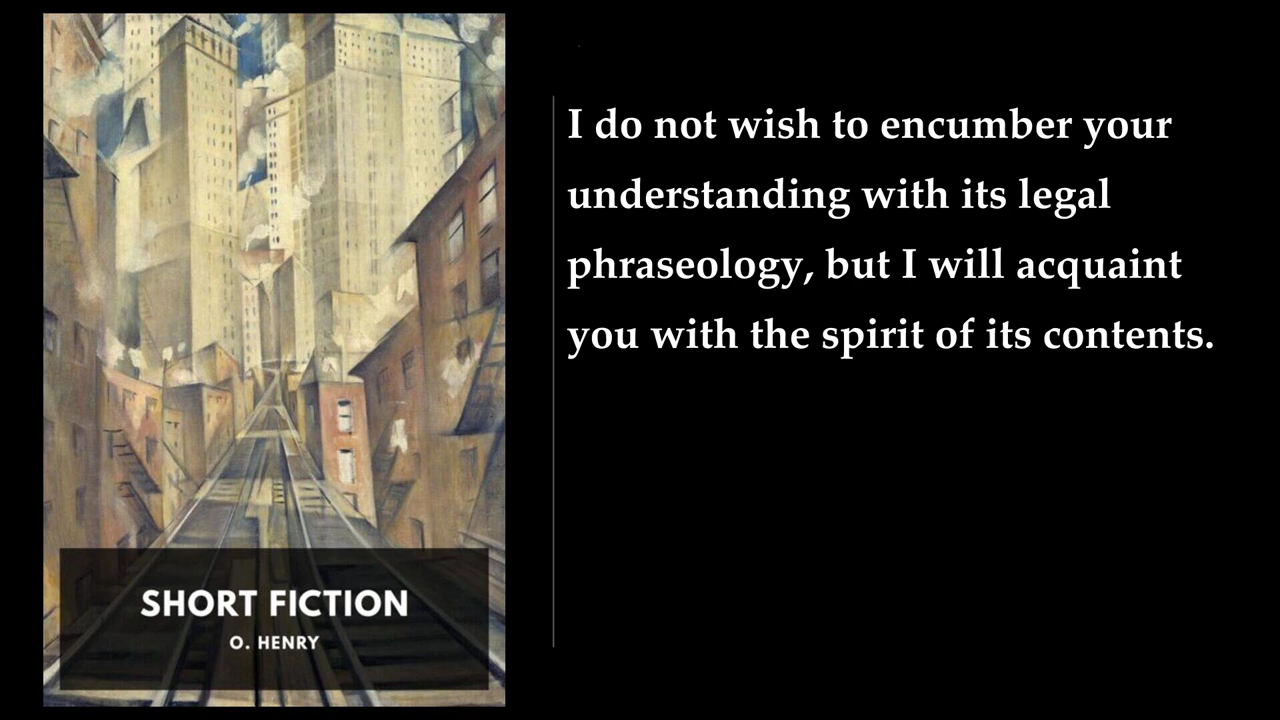 SHORT FICTION
O. HENRY
I do not wish to encumber your
understanding with its legal
phraseology, but I will acquaint
you with the spirit of its contents.